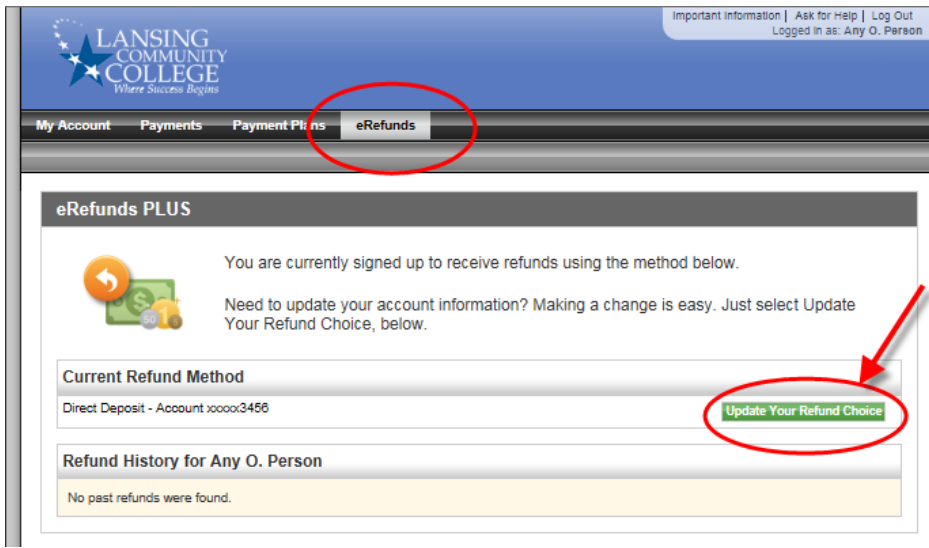 Important Information | Ask for Help | Log Out
Logged in as: Any O. Person
LANSING
COMMUNITY
COLLEGE
Where Success Begins
My Account Payments Payment Plans eRefunds
eRefunds PLUS
You are currently signed up to receive refunds using the method below.
Need to update your account information? Making a change is easy. Just select Update
Your Refund Choice, below.
$
50
Current Refund Method
Direct Deposit - Account xxxxx3456
Update Your Refund Choice
Refund History for Any O. Person
No past refunds were found.